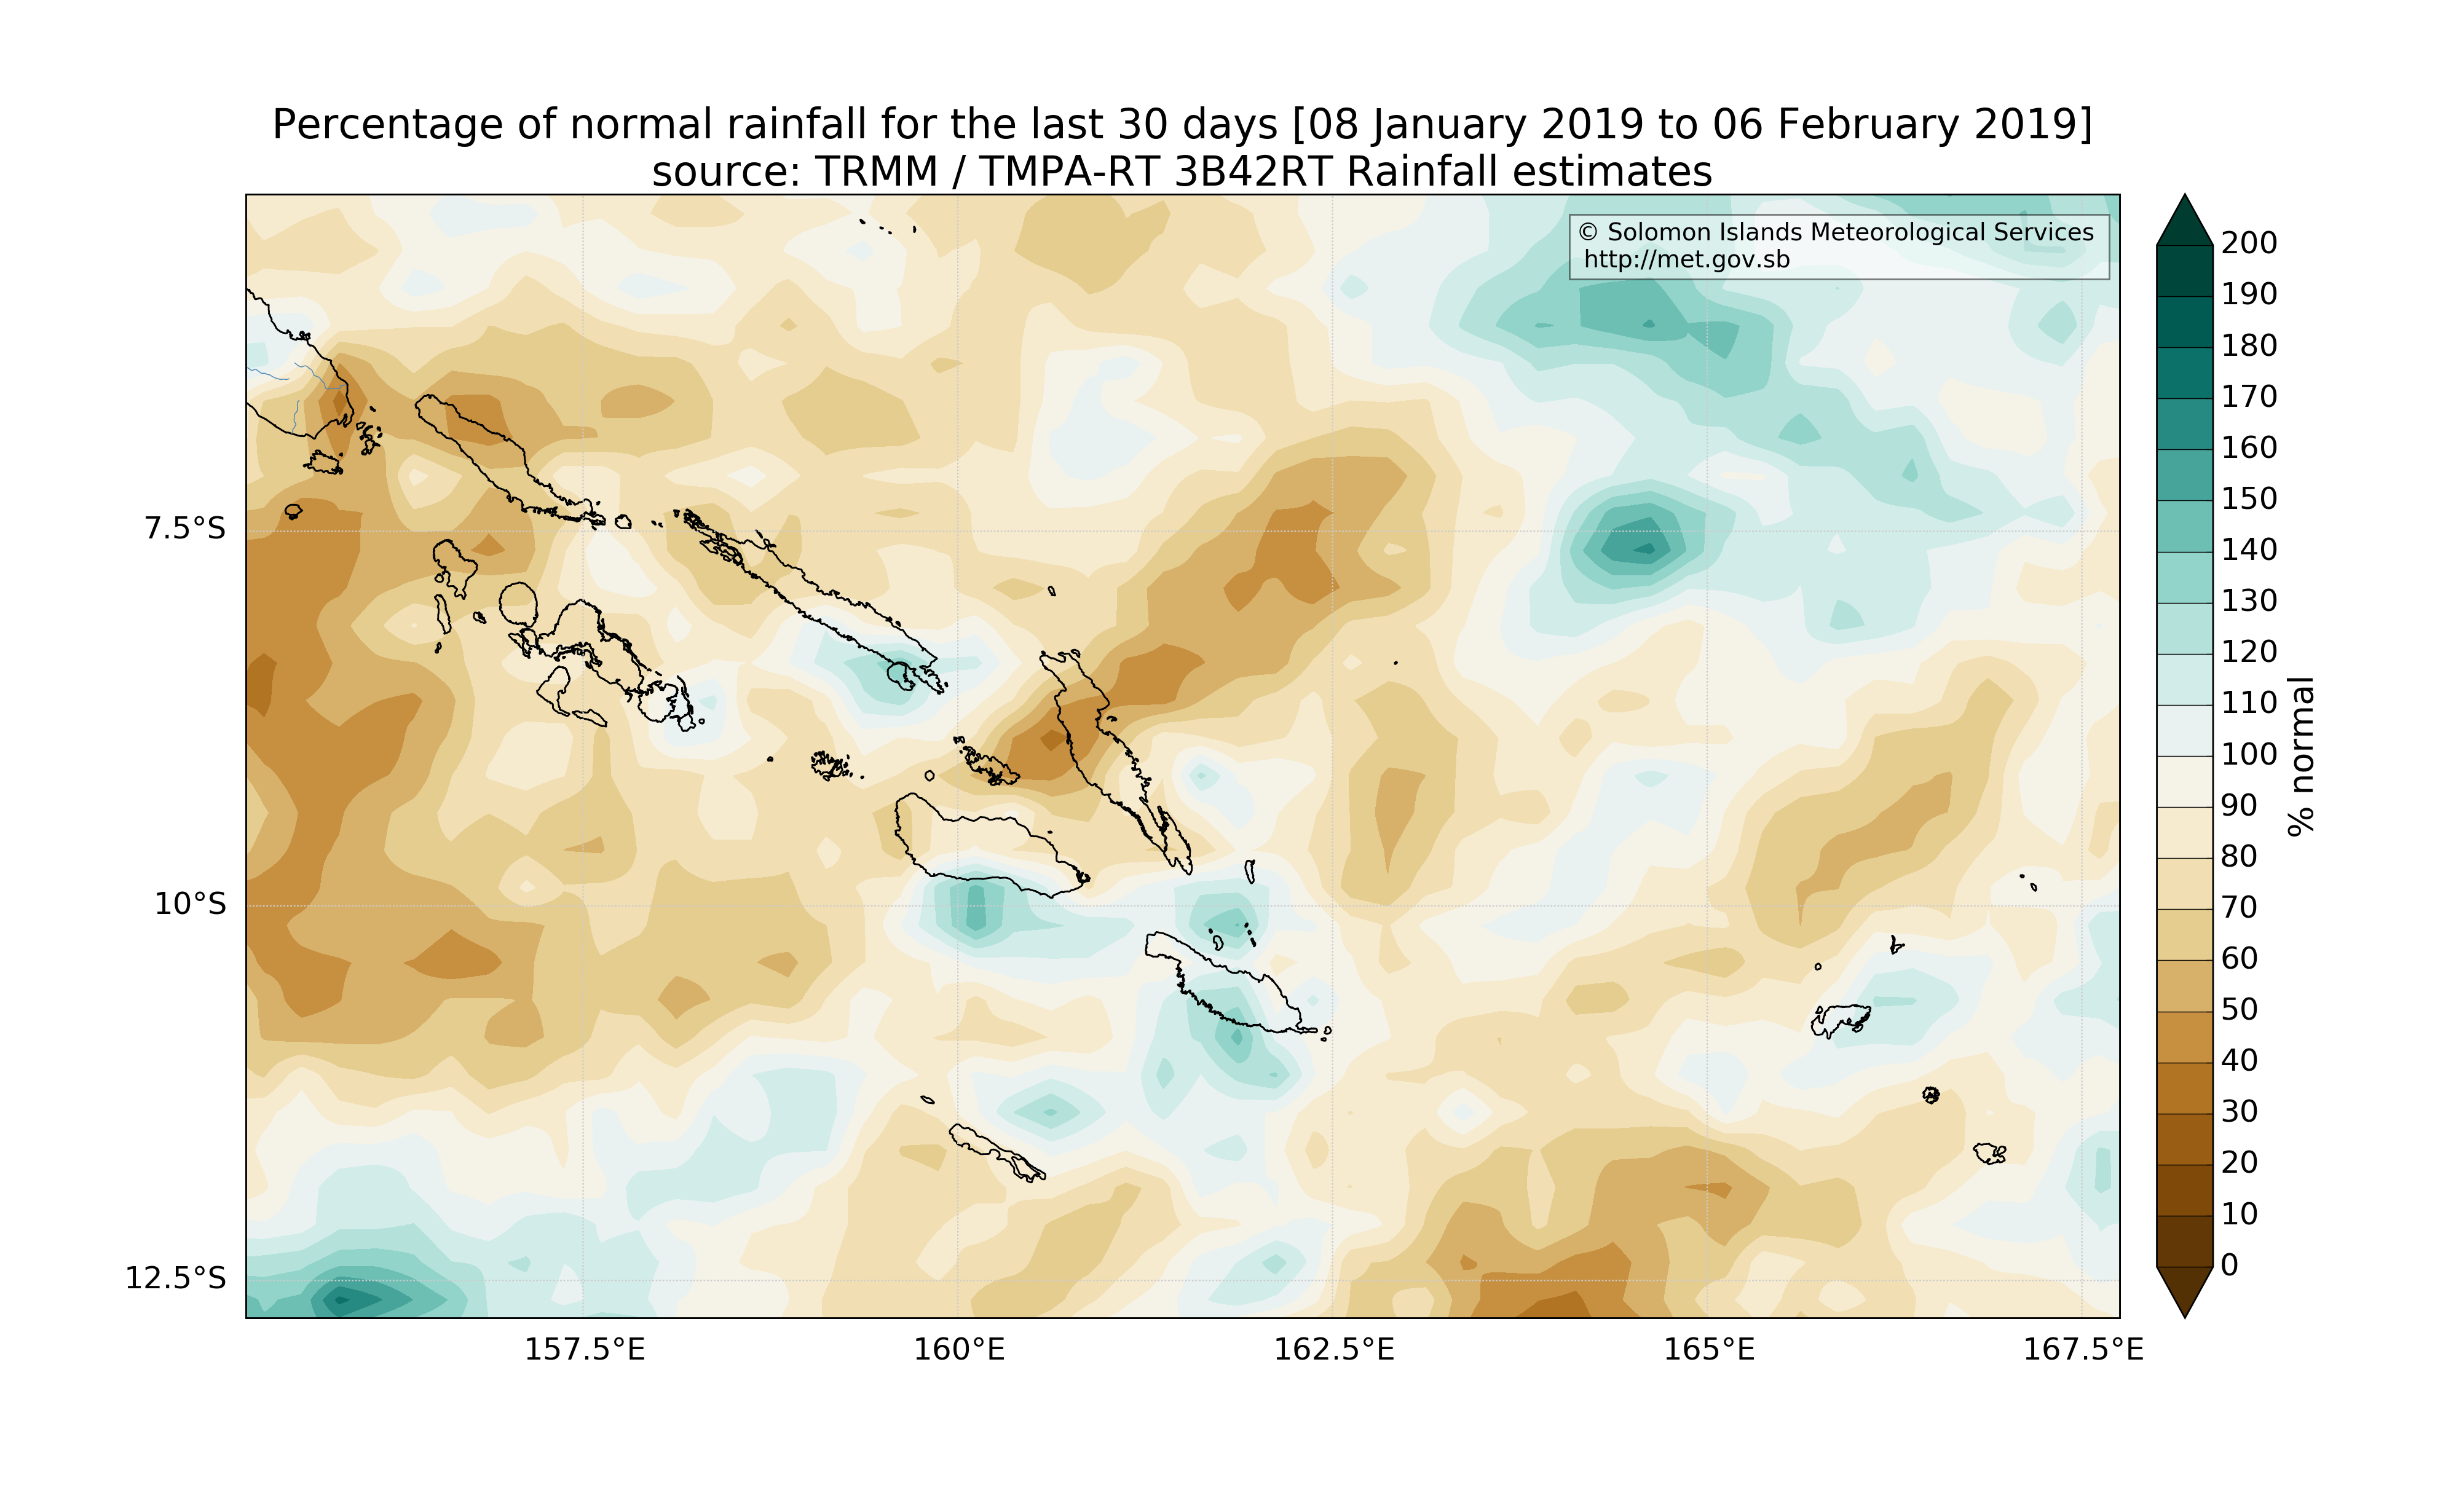 Percentage of normal rainfall for the last 30 days [08 January 2019 to 06 February 2019]
source: TRMM / TMPA-RT 3B42RT Rainfall estimates
© Solomon Islands Meteorological Services
http://met.gov.sb
7.5°S
10°S
12.5°S
157.5°E
160°E
162.5°E
165°E
167.5°E
200
190
180
170
160
150
140
130
120
110
100
90
80
70
60
50
40
30
20
10
0
% normal